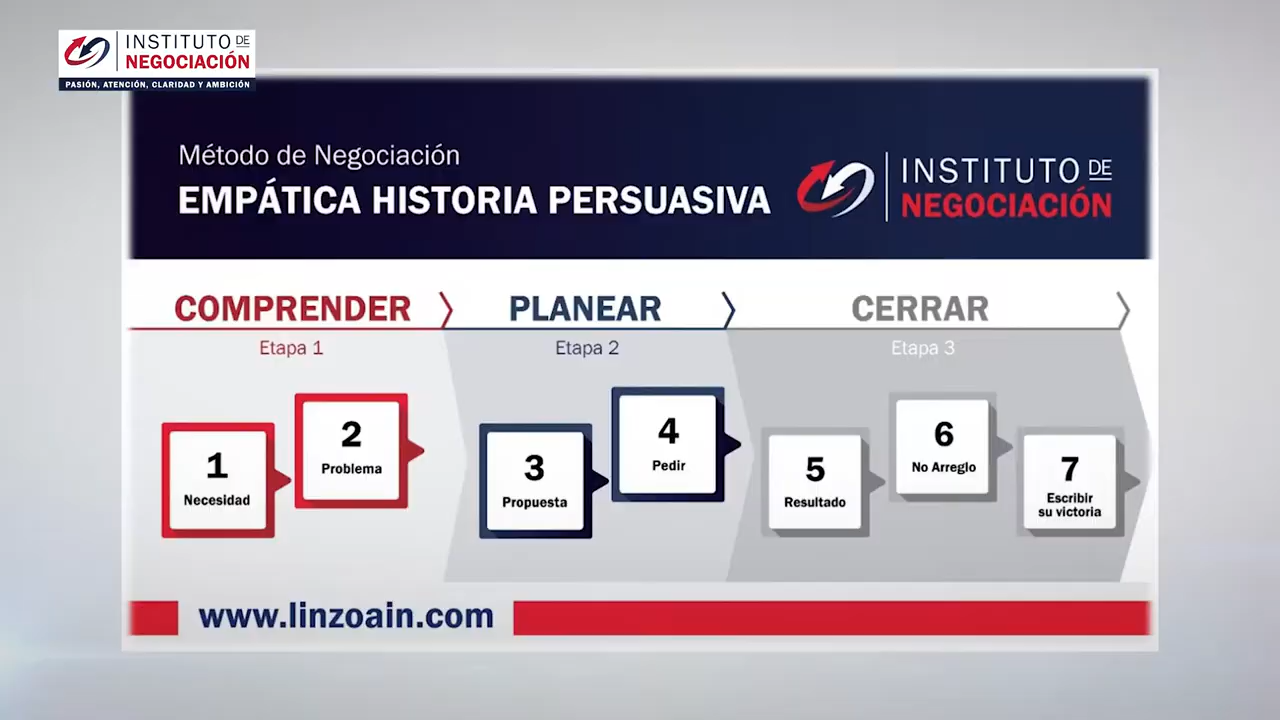 INSTITUTO DE
NEGOCIACIÓN
PASIÓN, ATENCIÓN, CLARIDAD Y AMBICIÓN
Método de Negociación
EMPÁTICA HISTORIA PERSUASIVA
INSTITUTO DE
NEGOCIACIÓN
COMPRENDER
PLANEAR
CERRAR
Etapa 1
Etapa 2
Etapa 3
1
Necesidad
2
Problema
3
Propuesta
4
Pedir
5
Resultado
6
No Arreglo
7
Escribir
su victoria
www.linzoain.com